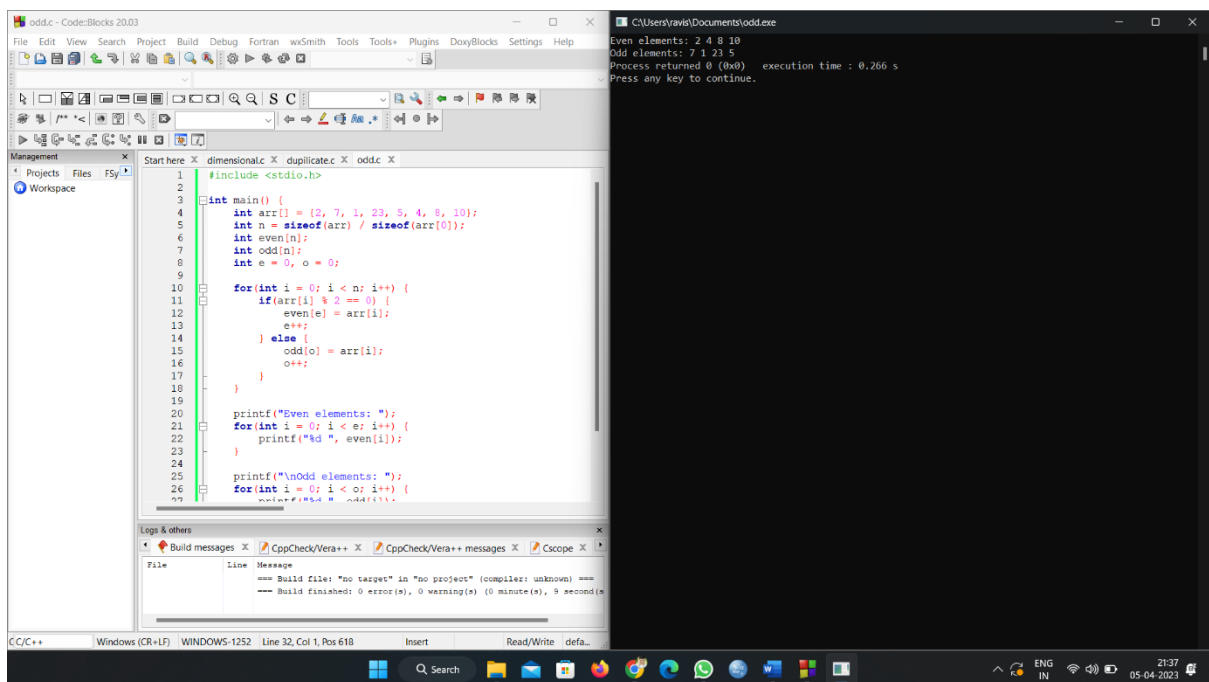 odd.c - Code::Blocks 20.03
File Edit View Search Project Build Debug Fortran wxSmith Tools Tools+ Plugins DoxyBlocks Settings Help
S C
/** *<
Management
Projects Files FSy
Workspace
Start here X dimensional.c X dupilicate.c X odd.c X
1 #include <stdio.h>
2
3 int main() {
4 int arr[] = {2, 7, 1, 23, 5, 4, 8, 10};
5 int n = sizeof(arr) / sizeof(arr[0]);
6 int even[n];
7 int odd[n];
8 int e = 0, o = 0;
9
10 for(int i = 0; i < n; i++) {
11 if(arr[i] % 2 == 0) {
12 even[e] = arr[i];
13 e++;
14 } else {
15 odd[o] = arr[i];
16 o++;
17 }
18 }
19
20 printf("Even elements: ");
21 for(int i = 0; i < e; i++) {
22 printf("%d ", even[i]);
23 }
24
25 printf("\nOdd elements: ");
26 for(int i = 0; i < o; i++) {
27 printf("%d ", odd[i]);
Logs & others
Build messages X CppCheck/Vera++ X CppCheck/Vera++ messages X Cscope X
File Line Message
=== Build file: "no target" in "no project" (compiler: unknown) ===
=== Build finished: 0 error(s), 0 warning(s) (0 minute(s), 9 second(s
C/C++ Windows (CR+LF) WINDOWS-1252 Line 32, Col 1, Pos 618 Insert Read/Write defa...
C:\Users\ravis\Documents\odd.exe
Even elements: 2 4 8 10
Odd elements: 7 1 23 5
Process returned 0 (0x0) execution time : 0.266 s
Press any key to continue.
Search
ENG
IN
21:37
05-04-2023